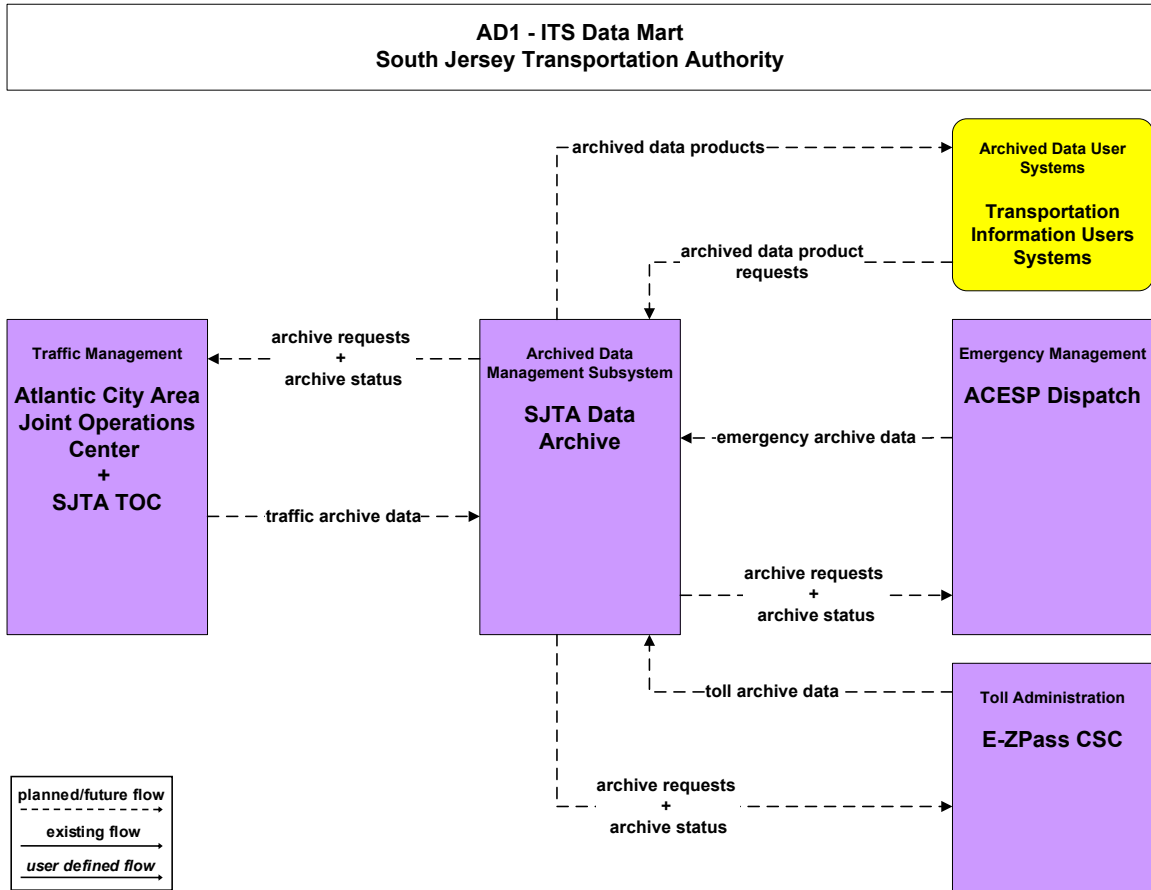 AD1 - ITS Data Mart
South Jersey Transportation Authority
archived data products
Archived Data User
Systems
Transportation
Information Users
Systems
archived data product
requests
Traffic Management
Atlantic City Area
Joint Operations
Center
+
SJTA TOC
archive requests
+
archive status
traffic archive data
Archived Data
Management Subsystem
SJTA Data
Archive
Emergency Management
ACESP Dispatch
emergency archive data
archive requests
+
archive status
toll archive data
Toll Administration
E-ZPass CSC
archive requests
+
archive status
planned/future flow
existing flow
user defined flow